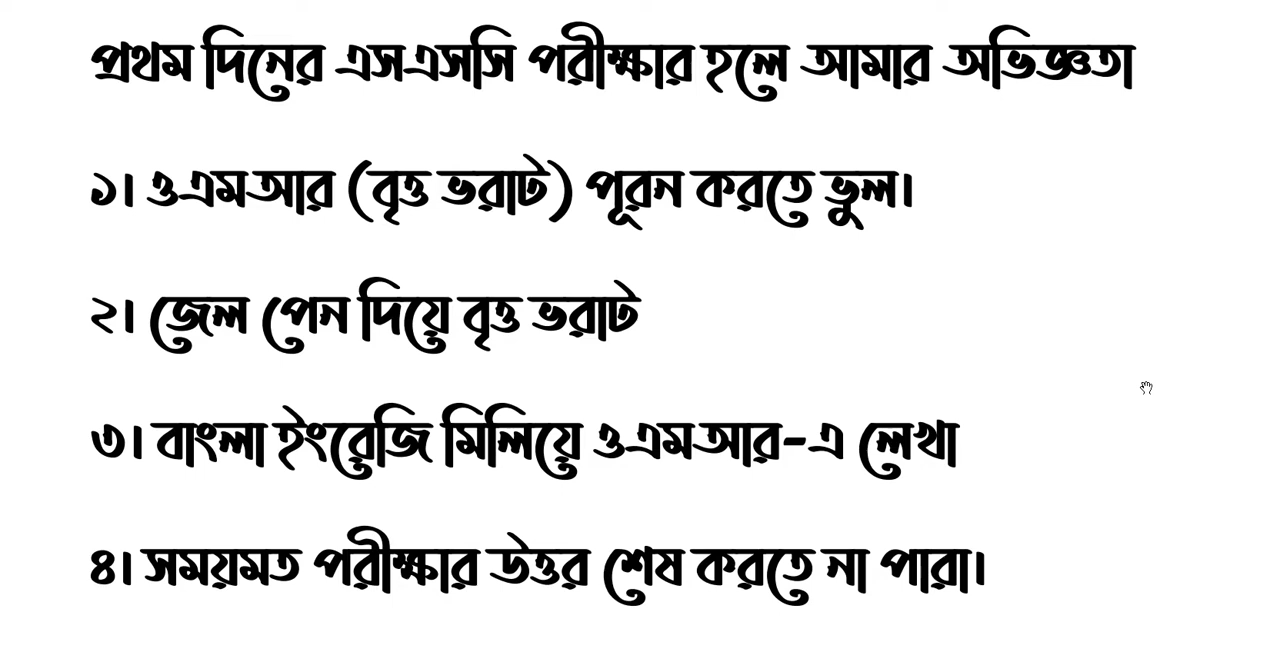 প্রথম দিনের এসএসসি পরীক্ষার হলে আমার অভিজ্ঞতা
১। ওএমআর (বৃত্ত ভরাট) পূরন করতে ভুল।
২। জেল পেন দিয়ে বৃত্ত ভরাট
৩। বাংলা ইংরেজি মিলিয়ে ওএমআর-এ লেখা
৪। সময়মত পরীক্ষার উত্তর শেষ করতে না পারা।